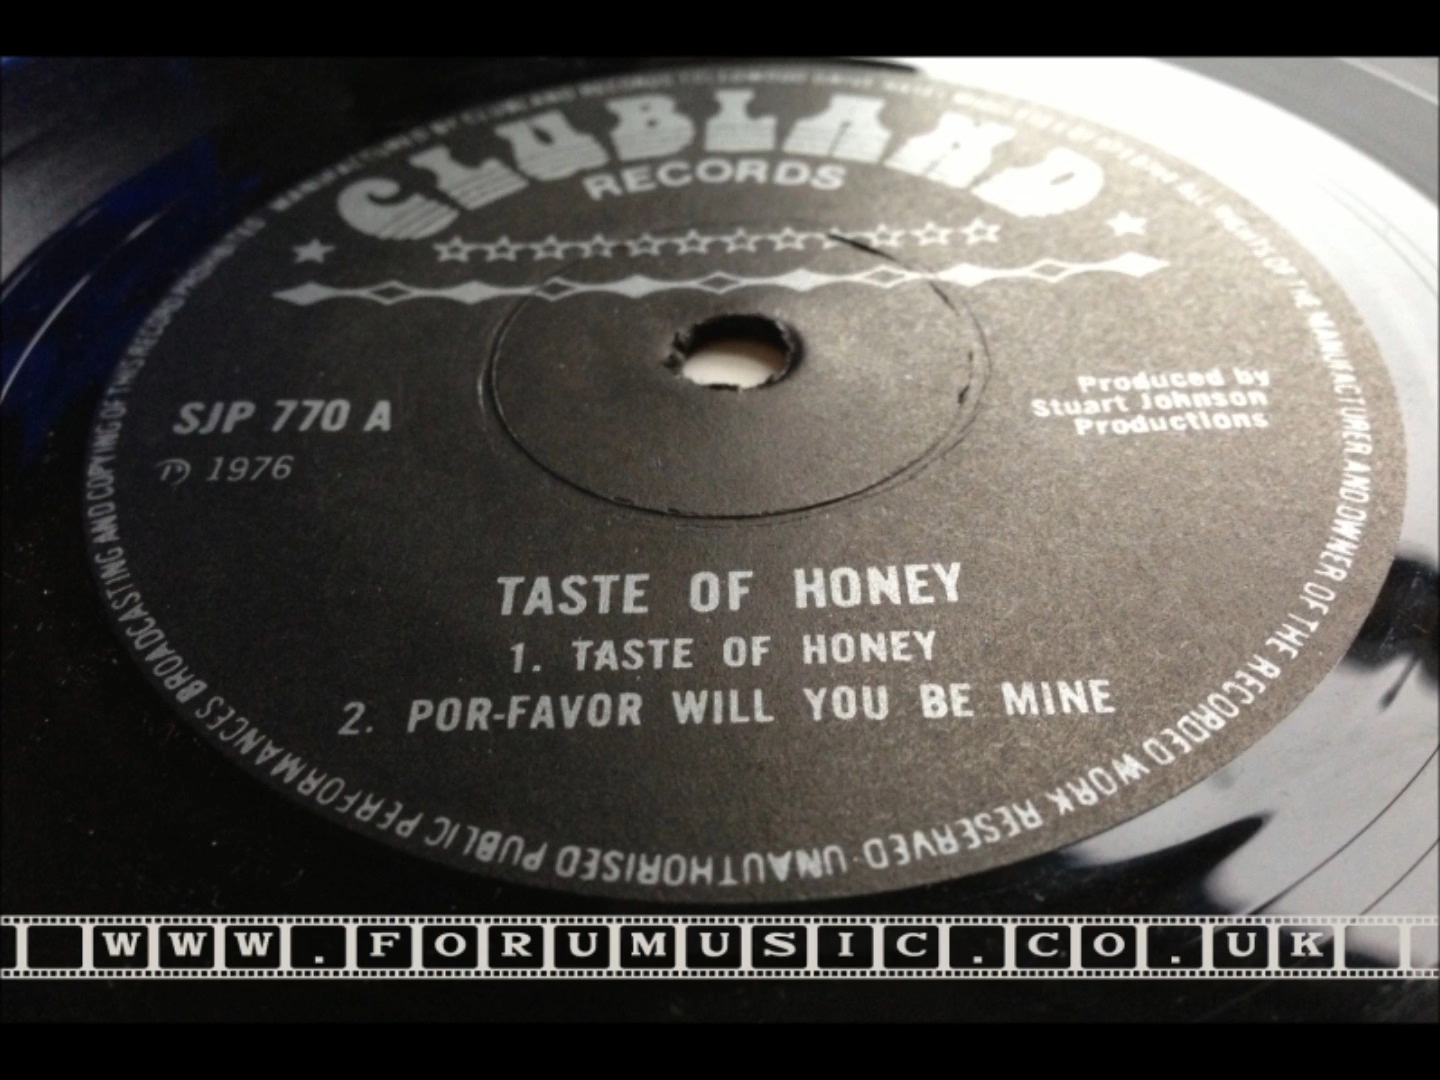 CLUBLAND
RECORDS
SJP 770 A
Ⓟ 1976
Produced by
Stuart Johnson
Productions
TASTE OF HONEY
1. TASTE OF HONEY
2. POR-FAVOR WILL YOU BE MINE
ALL RIGHTS OF THE MANUFACTURER AND OWNER OF THE RECORDED WORK RESERVED · UNAUTHORISED PUBLIC PERFORMANCES BROADCASTING AND COPYING OF THIS RECORD PROHIBITED
WWW.FORUMUSIC.CO.UK